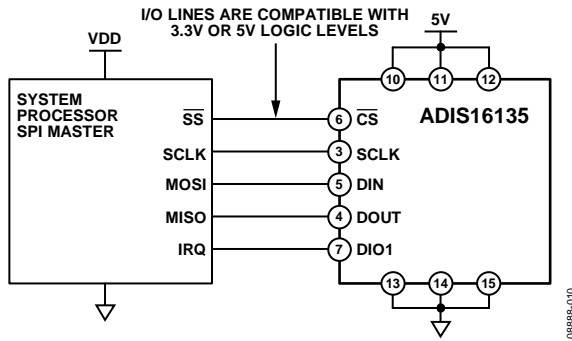 I/O LINES ARE COMPATIBLE WITH
3.3V OR 5V LOGIC LEVELS
VDD
5V
10 11 12
SYSTEM
PROCESSOR
SPI MASTER
ADIS16135
SS 6 CS
SCLK 3 SCLK
MOSI 5 DIN
MISO 4 DOUT
IRQ 7 DIO1
13 14 15
08888-010